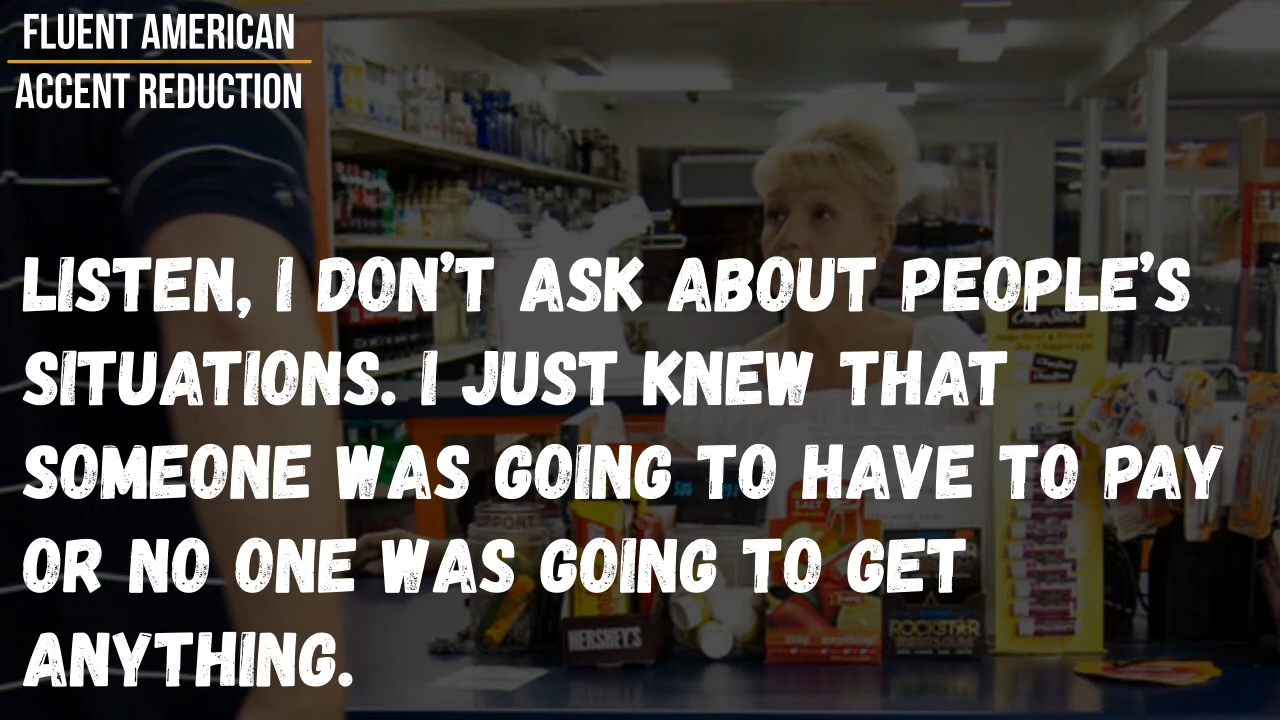 FLUENT AMERICAN
ACCENT REDUCTION
LISTEN, I DON'T ASK ABOUT PEOPLE'S
SITUATIONS. I JUST KNEW THAT
SOMEONE WAS GOING TO HAVE TO PAY
OR NO ONE WAS GOING TO GET
ANYTHING.
HERSHEY'S
ROCKSTAR